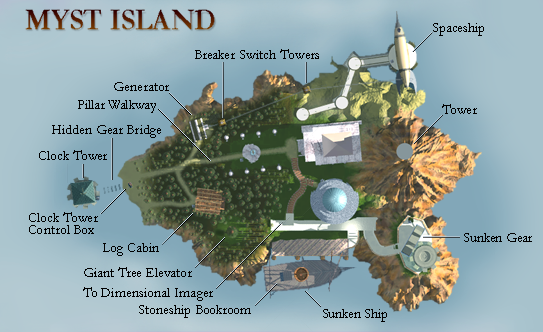 MYST ISLAND
Spaceship
Breaker Switch Towers
Generator
Pillar Walkway
Tower
Hidden Gear Bridge
Clock Tower
Clock Tower
Control Box
Sunken Gear
Log Cabin
Giant Tree Elevator
To Dimensional Imager
Stoneship Bookroom
Sunken Ship